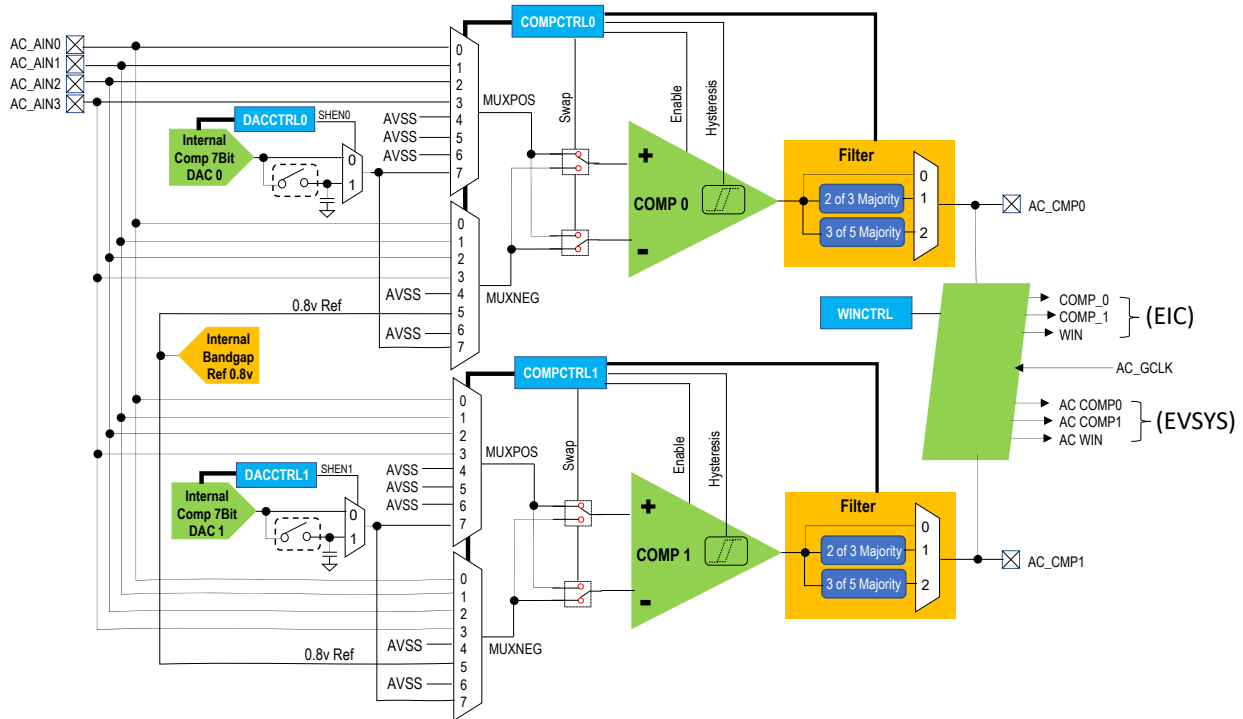 AC_AIN0
AC_AIN1
AC_AIN2
AC_AIN3
DACCTRL0
SHEN0
Internal
Comp 7Bit
DAC 0
0
1
AVSS
AVSS
AVSS
0
1
2
3
4
5
6
7
MUXPOS
COMPCTRL0
Swap
Enable
Hysteresis
+
COMP 0
-
Filter
0
2 of 3 Majority
1
3 of 5 Majority
2
AC_CMP0
0
1
2
3
4
5
6
7
AVSS
0.8v Ref
AVSS
MUXNEG
Internal
Bandgap
Ref 0.8v
WINCTRL
COMP_0
COMP_1
WIN
(EIC)
AC_GCLK
AC COMP0
AC COMP1
AC WIN
(EVSYS)
COMPCTRL1
Swap
Enable
Hysteresis
0
1
2
3
4
5
6
7
MUXPOS
AVSS
AVSS
AVSS
DACCTRL1
SHEN1
Internal
Comp 7Bit
DAC 1
0
1
+
COMP 1
-
Filter
0
2 of 3 Majority
1
3 of 5 Majority
2
AC_CMP1
0
1
2
3
4
5
6
7
AVSS
0.8v Ref
AVSS
MUXNEG